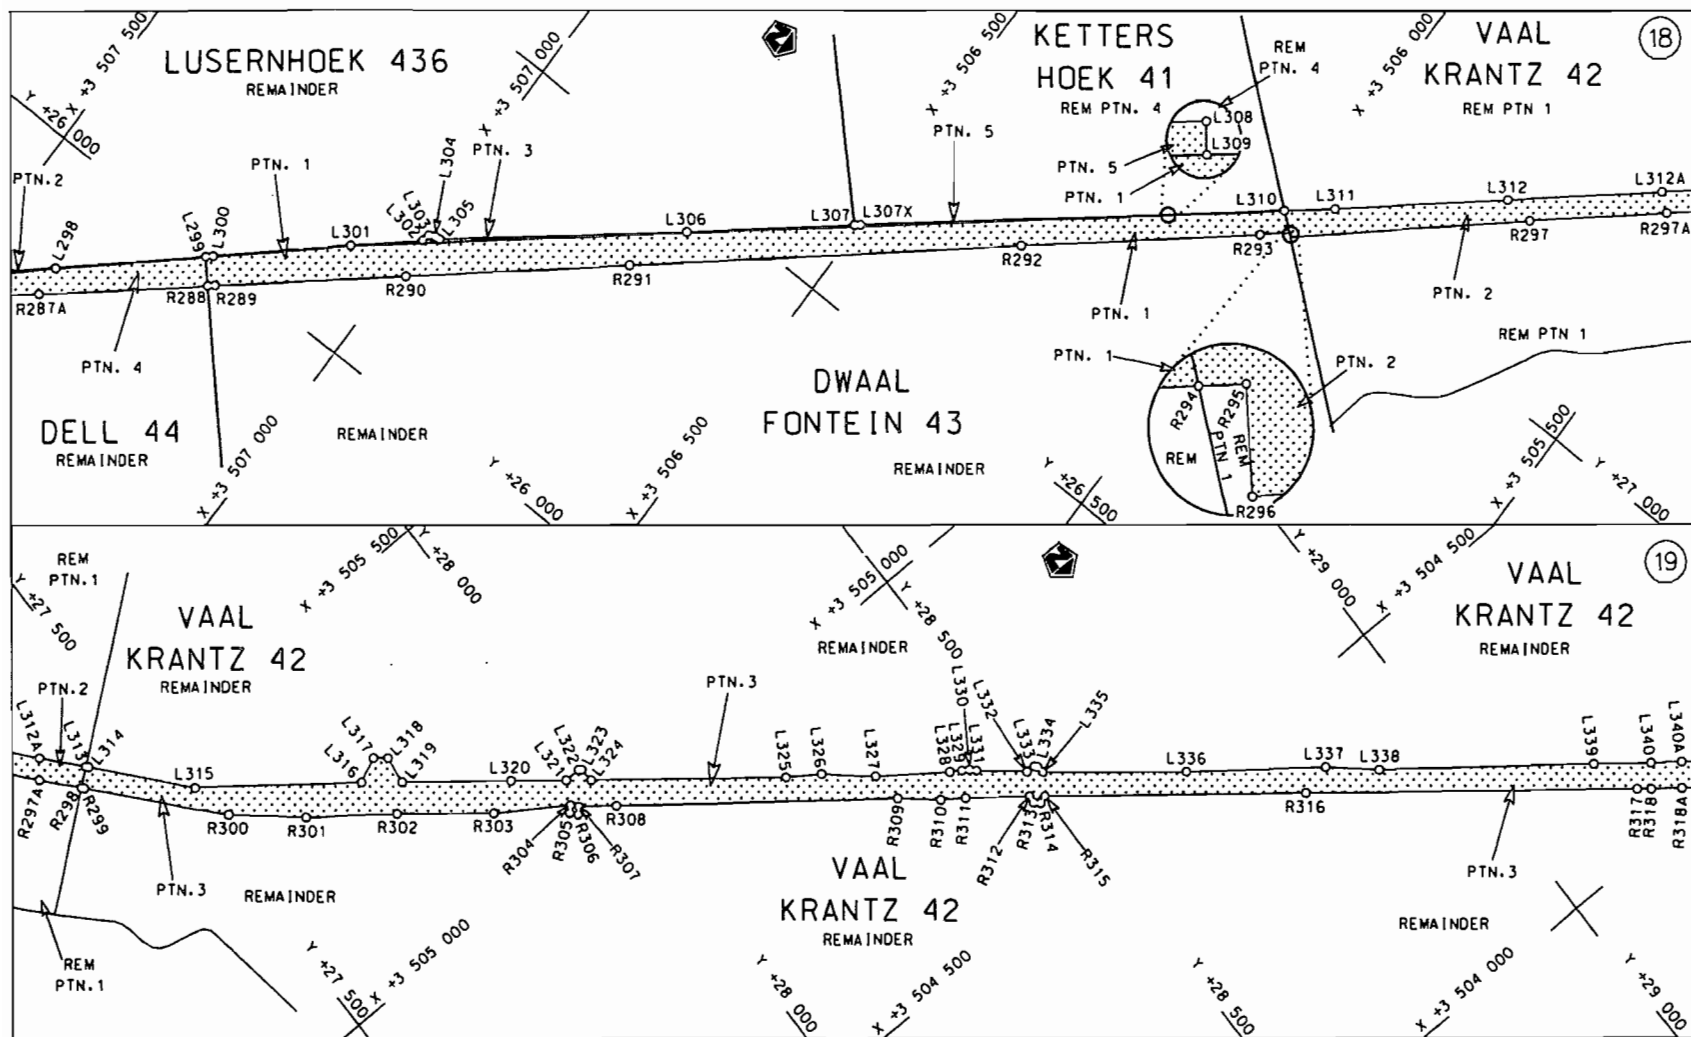 X +3 507 500
Y +26 000
LUSERNHOEK 436
REMAINDER
X +3 507 000
X +3 506 500
KETTERS
HOEK 41
REM PTN. 4
REM
PTN. 4
X +3 506 000
VAAL
KRANTZ 42
REM PTN 1
18
PTN.2
PTN. 1
PTN. 3
PTN. 5
L308
L309
PTN. 5
PTN. 1
L298
L299
L300
L301
L302
L303
L304
L305
L306
L307
L307X
L310
L311
L312
L312A
R287A
R288
R289
R290
R291
R292
R293
R297
R297A
PTN. 4
PTN. 1
PTN. 2
REM PTN 1
PTN. 1
PTN. 2
R294
R295
REM
PTN 1
REM
R296
DELL 44
REMAINDER
REMAINDER
DWAAL
FONTEIN 43
REMAINDER
X +3 507 000
Y +26 000
X +3 506 500
Y +26 500
X +3 505 500
Y +27 000
REM
PTN.1
Y +27 500
VAAL
KRANTZ 42
REMAINDER
X +3 505 500
Y +28 000
X +3 505 000
Y +28 500
REMAINDER
Y +29 000
X +3 504 500
VAAL
KRANTZ 42
REMAINDER
19
PTN.2
PTN.3
L312A
L313
L314
L315
L316
L317
L318
L319
L320
L321
L322
L323
L324
L325
L326
L327
L328
L329
L330
L331
L332
L333
L334
L335
L336
L337
L338
L339
L340
L340A
R297A
R298
R299
R300
R301
R302
R303
R304
R305
R306
R307
R308
R309
R310
R311
R312
R313
R314
R315
R316
R317
R318
R318A
PTN.3
REMAINDER
VAAL
KRANTZ 42
REMAINDER
PTN.3
REMAINDER
REM
PTN.1
Y +27 500
X +3 505 000
Y +28 000
X +3 504 500
Y +28 500
X +3 504 000
Y +29 000